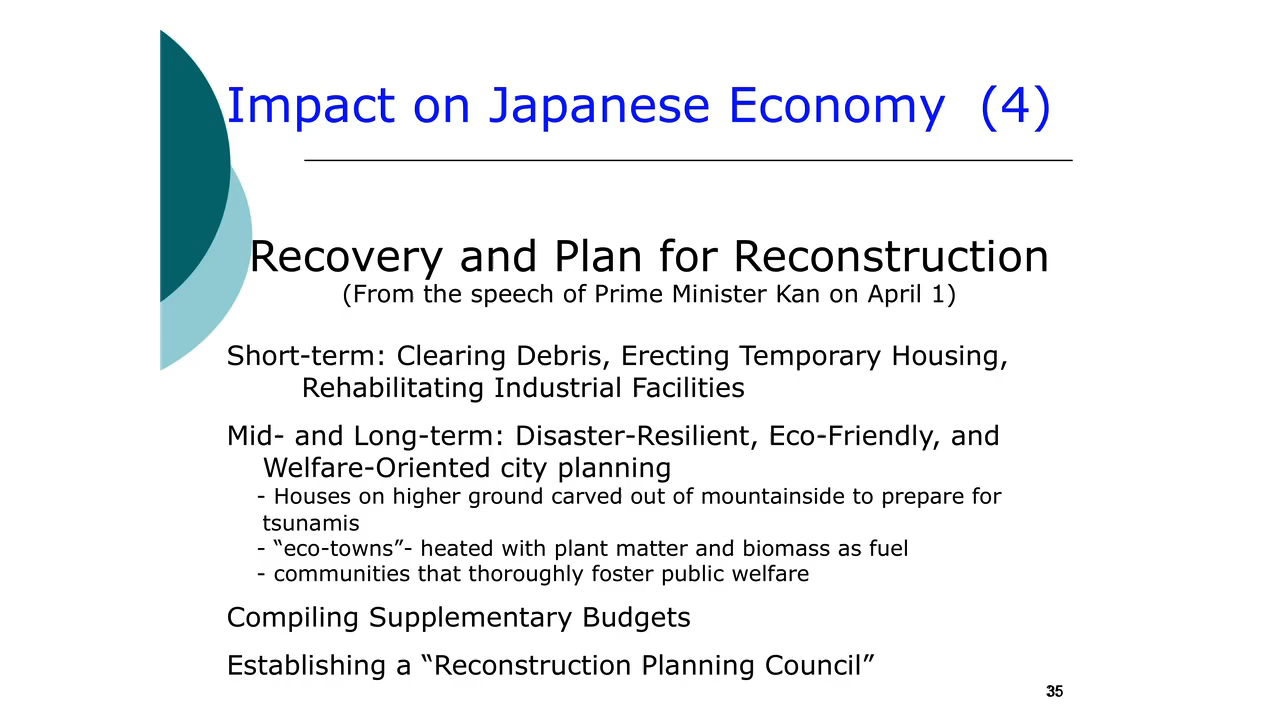 Impact on Japanese Economy (4)
Recovery and Plan for Reconstruction
(From the speech of Prime Minister Kan on April 1)
Short-term: Clearing Debris, Erecting Temporary Housing,
Rehabilitating Industrial Facilities
Mid- and Long-term: Disaster-Resilient, Eco-Friendly, and
Welfare-Oriented city planning
- Houses on higher ground carved out of mountainside to prepare for
tsunamis
- “eco-towns”- heated with plant matter and biomass as fuel
- communities that thoroughly foster public welfare
Compiling Supplementary Budgets
Establishing a “Reconstruction Planning Council”
35